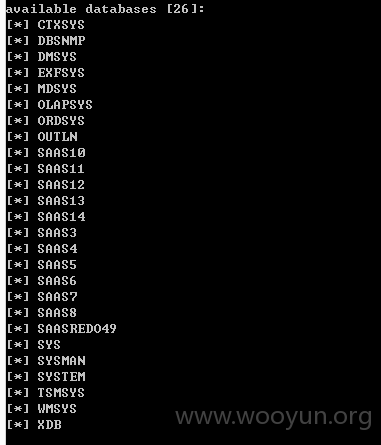 available databases [26]:
[*] CTXSYS
[*] DBSNMP
[*] DMSYS
[*] EXFSYS
[*] MDSYS
[*] OLAPSYS
[*] ORDSYS
[*] OUTLN
[*] SAAS10
[*] SAAS11
[*] SAAS12
[*] SAAS13
[*] SAAS14
[*] SAAS3
[*] SAAS4
[*] SAAS5
[*] SAAS6
[*] SAAS7
[*] SAAS8
[*] SAASREDO49
[*] SYS
[*] SYSMAN
[*] SYSTEM
[*] TSMSYS
[*] WMSYS
[*] XDB
www.wooyun.org